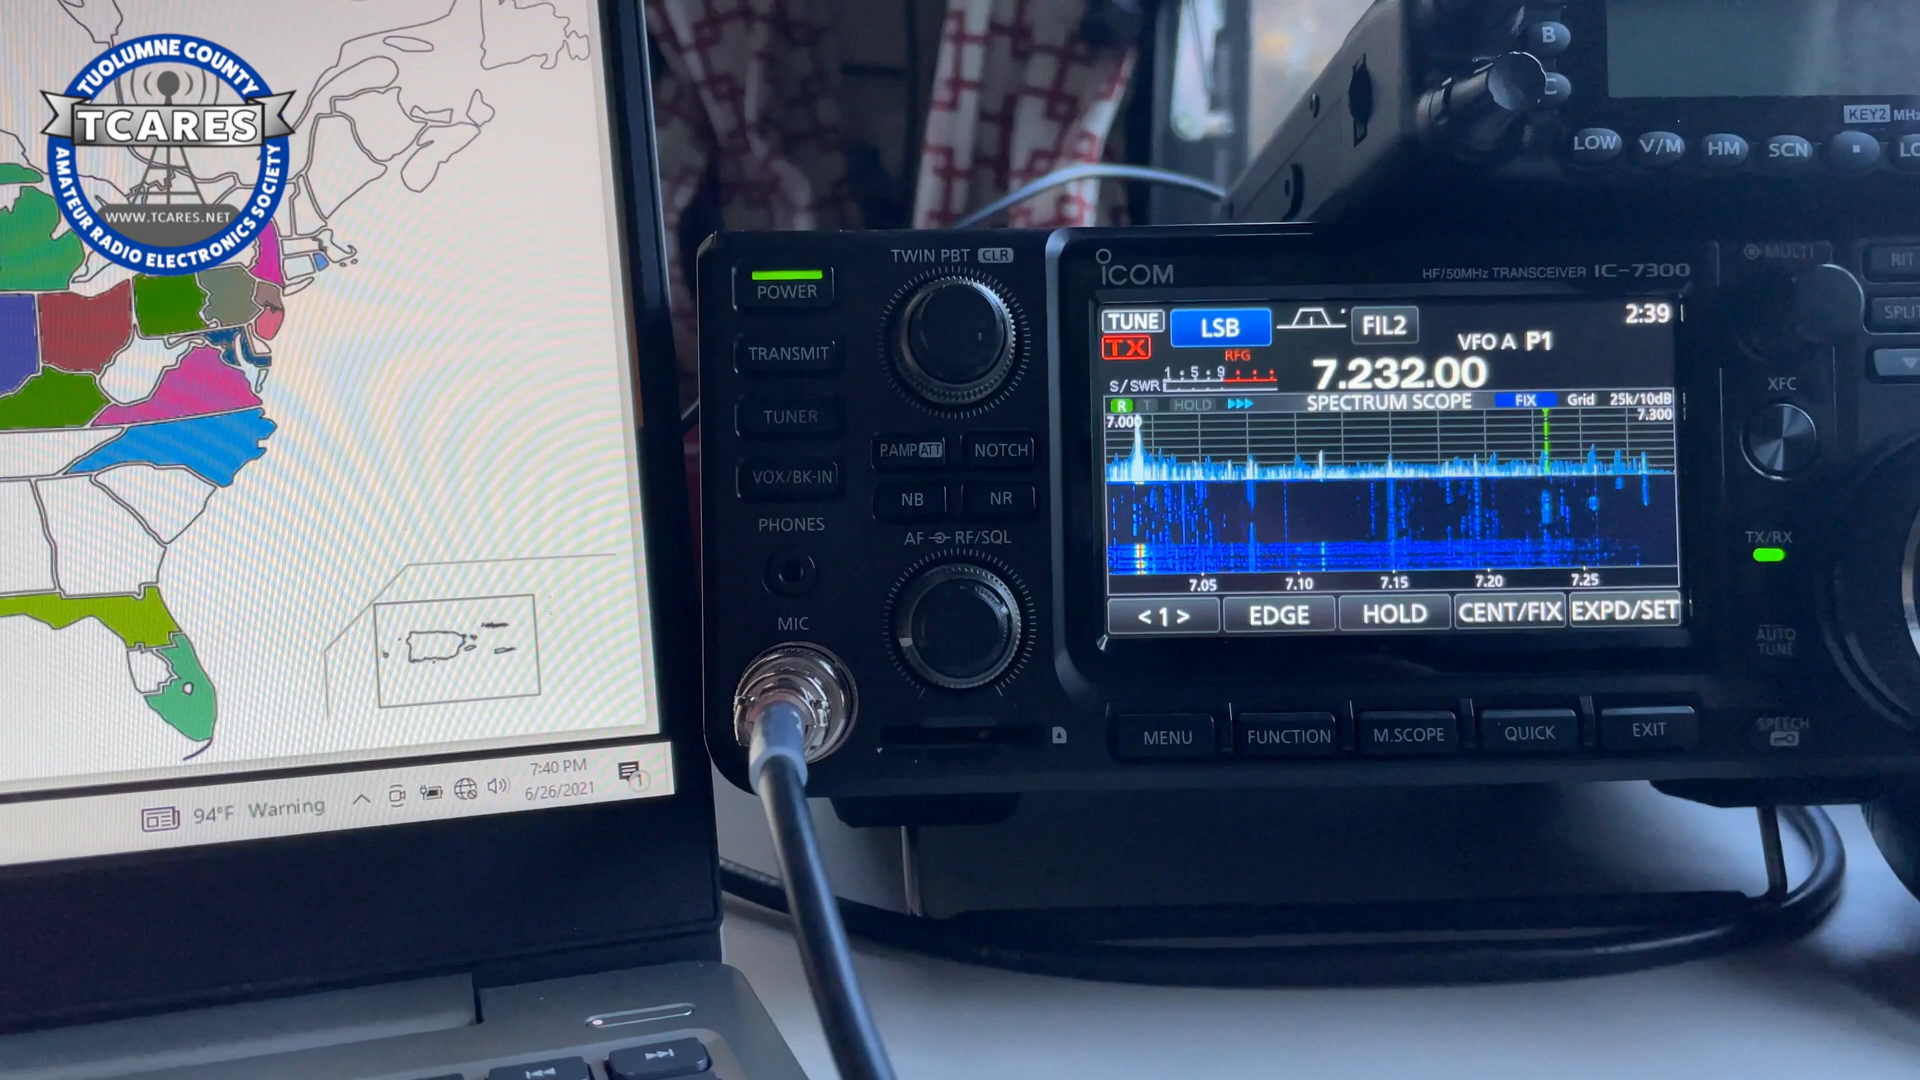 TUOLUMNE COUNTY
TCARES
WWW.TCARES.NET
AMATEUR RADIO ELECTRONICS SOCIETY
94°F Warning
7:40 PM
6/26/2021
1
B
C
KEY2 MHz
LOW V/M HM SCN
TWIN PBT CLR
POWER
TRANSMIT
TUNER
VOX/BK-IN
P.AMP ATT NOTCH
NB NR
PHONES
AF RF/SQL
MIC
ICOM
HF/50MHz TRANSCEIVER IC-7300
TUNE LSB FIL2 2:39
TX RFG VFO A P1
S/SWR 1 5 9 7.232.00
R T HOLD SPECTRUM SCOPE FIX Grid 25k/10dB
7.000 7.300
7.05 7.10 7.15 7.20 7.25
<1> EDGE HOLD CENT/FIX EXPD/SET
MENU FUNCTION M.SCOPE QUICK EXIT
MULTI
RIT
SPLIT
XFC
TX/RX
AUTO
TUNE
SPEECH